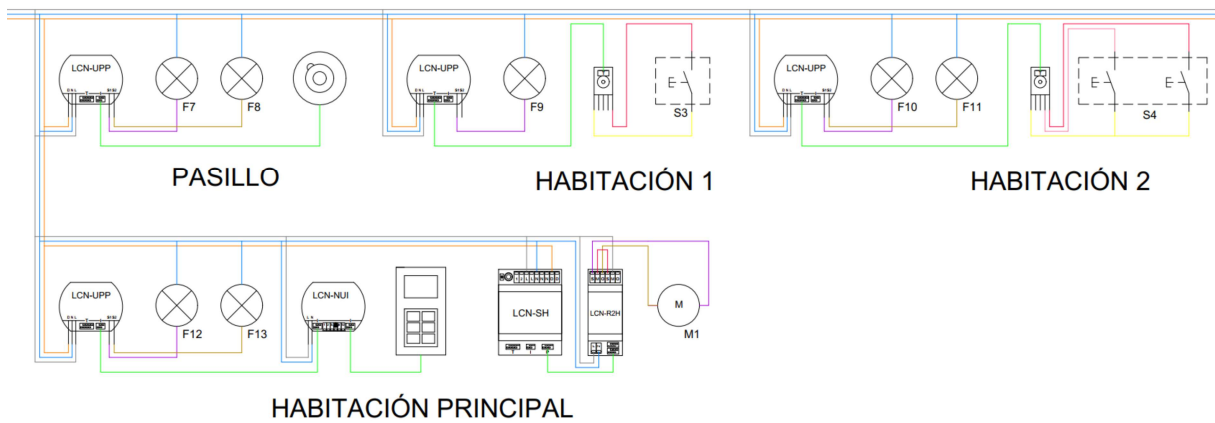 LCN-UPP
F7
F8
PASILLO
LCN-UPP
F9
S3
HABITACIÓN 1
LCN-UPP
F10
F11
S4
HABITACIÓN 2
LCN-UPP
F12
F13
LCN-NUI
LCN-SH
LCN-R2H
M
M1
HABITACIÓN PRINCIPAL